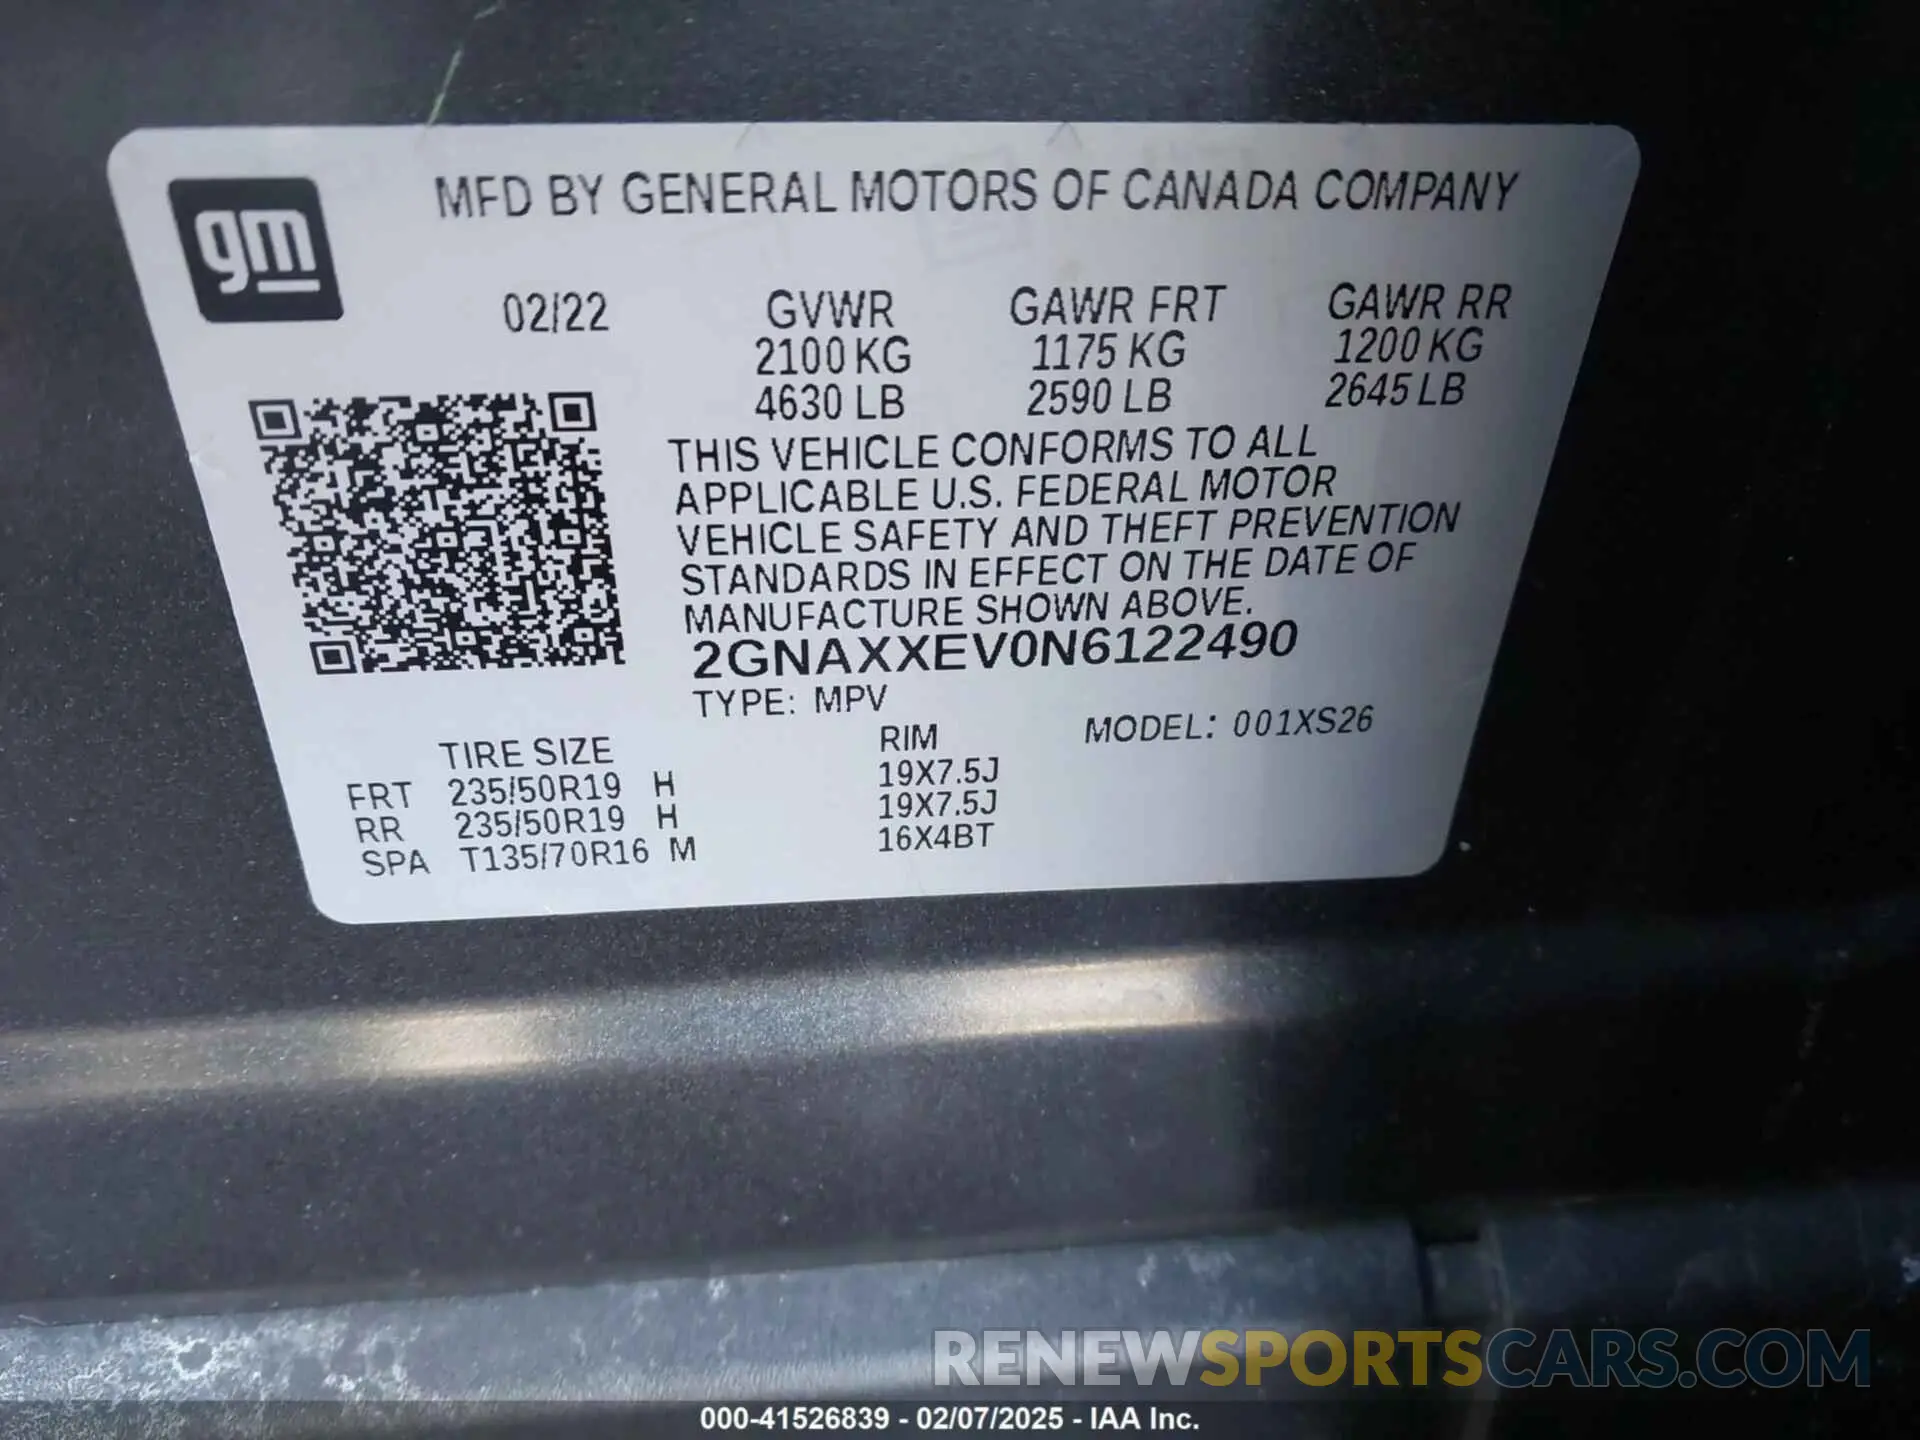 gm
MFD BY GENERAL MOTORS OF CANADA COMPANY
02/22 GVWR GAWR FRT GAWR RR
2100 KG 1175 KG 1200 KG
4630 LB 2590 LB 2645 LB
THIS VEHICLE CONFORMS TO ALL
APPLICABLE U.S. FEDERAL MOTOR
VEHICLE SAFETY AND THEFT PREVENTION
STANDARDS IN EFFECT ON THE DATE OF
MANUFACTURE SHOWN ABOVE.
2GNAXXEV0N6122490
TYPE: MPV
MODEL: 001XS26
TIRE SIZE RIM
FRT 235/50R19 H 19X7.5J
RR 235/50R19 H 19X7.5J
SPA T135/70R16 M 16X4BT
RENEWSPORTSCARS.COM
000-41526839 - 02/07/2025 - IAA Inc.